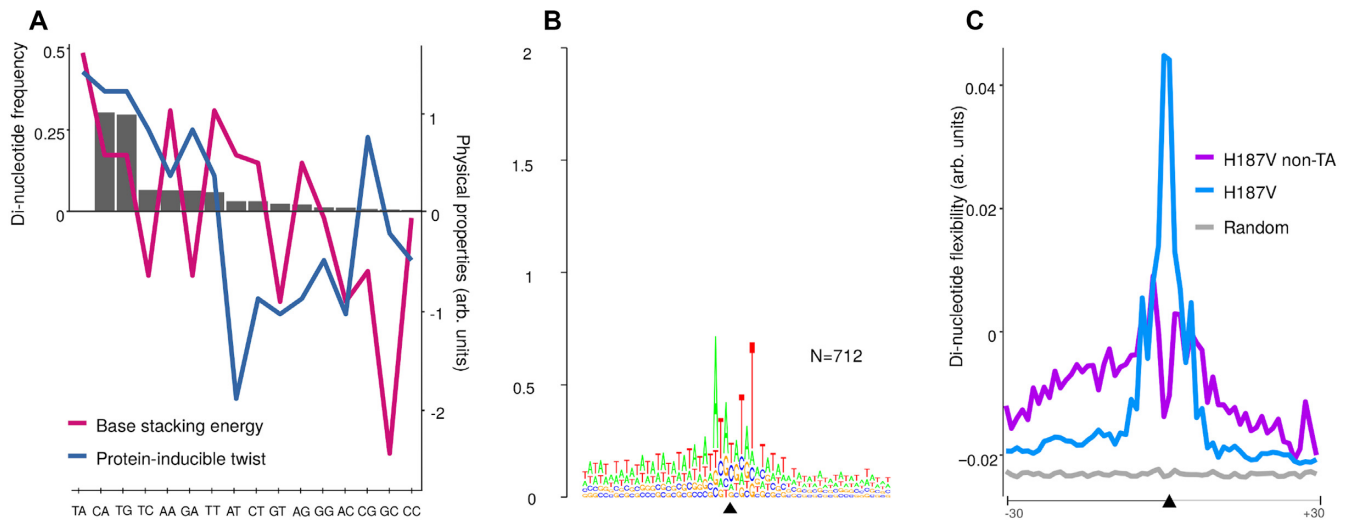 A
Di-nucleotide frequency
0.5
0.25
0
1
0
-1
-2
Physical properties (arb. units)
Base stacking energy
Protein-inducible twist
TA CA TG TC AA GA TT AT CT GT AG GG AC CG GC CC
B
2
1.5
1
0.5
0
N=712
C
Di-nucleotide flexibility (arb. units)
0.04
0.02
0
−0.02
H187V non-TA
H187V
Random
-30
+30